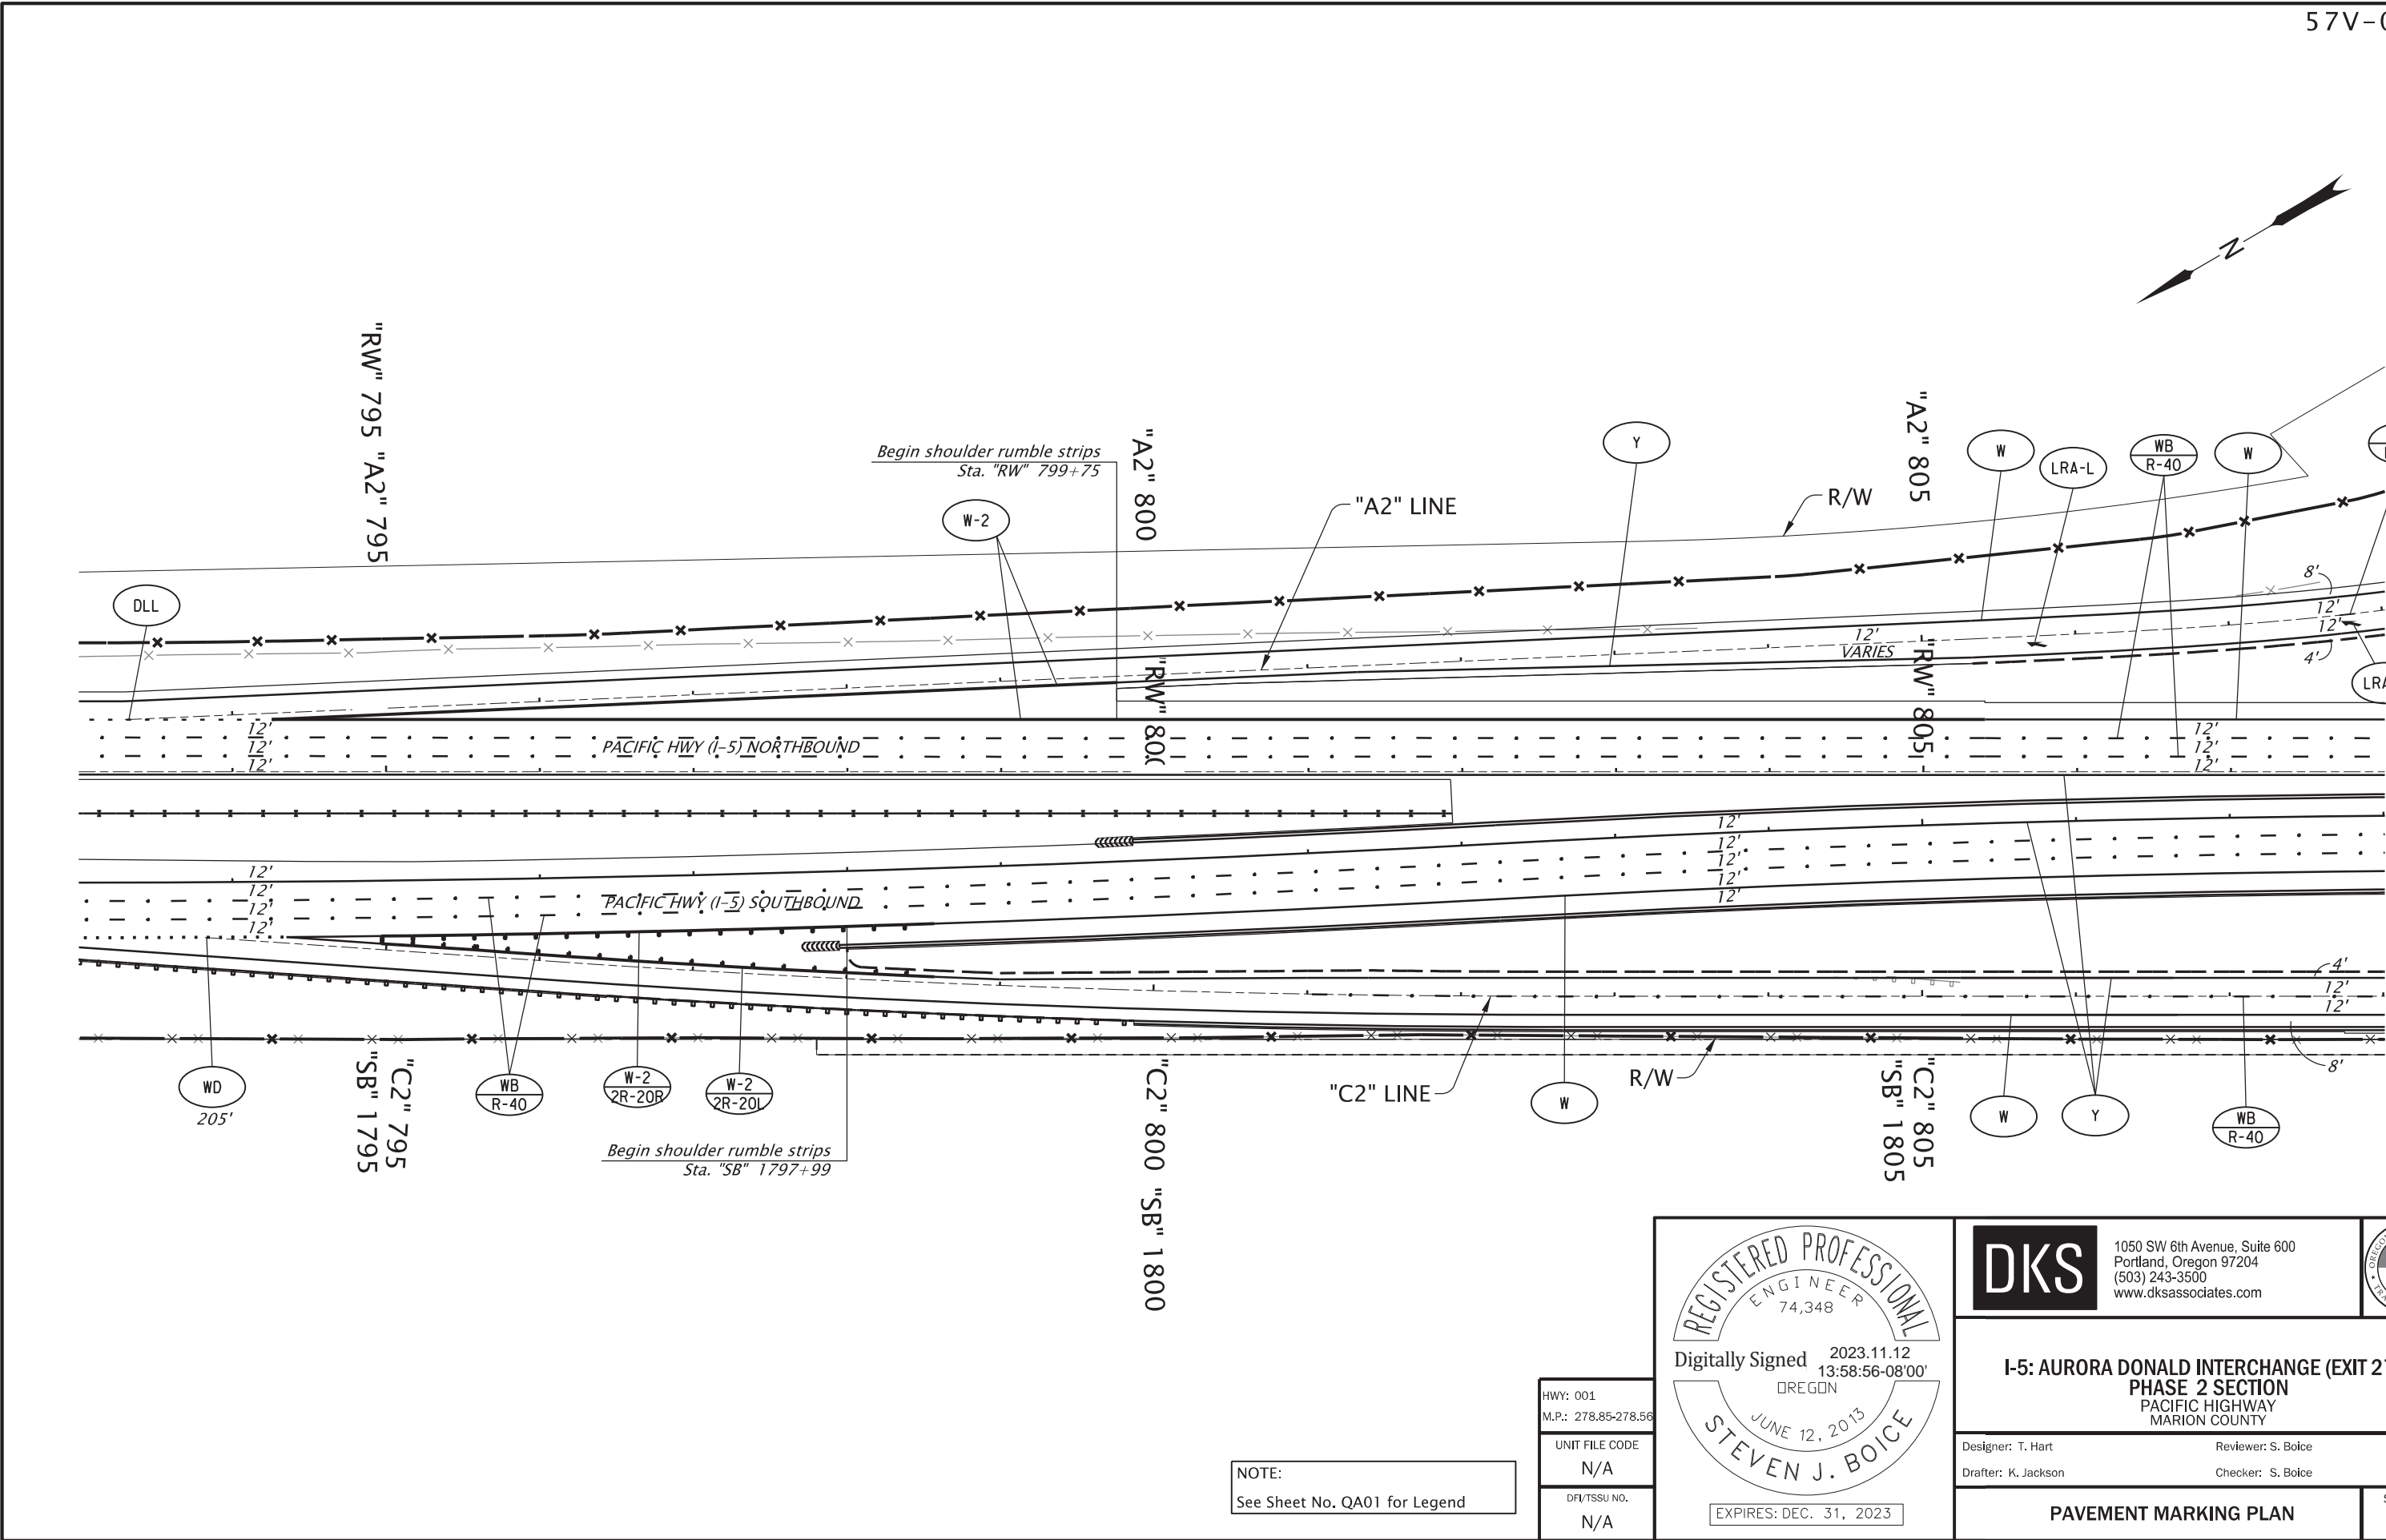 57V-0
N
"RW" 795 "A2" 795
Begin shoulder rumble strips
Sta. "RW" 799+75
"A2" 800
"A2" 805
Y
W
LRA-L
WB
R-40
W
W-2
"A2" LINE
R/W
DLL
8'
12'
12'
4'
12'
VARIES
"RW" 800
"RW" 805
LRA
12'
12'
12'
PACIFIC HWY (I-5) NORTHBOUND
12'
12'
12'
12'
12'
12'
12'
12'
12'
12'
12'
12'
12'
PACIFIC HWY (I-5) SOUTHBOUND
4'
12'
12'
8'
WD
205'
"SB" 1795
"C2" 795
WB
R-40
W-2
2R-20R
W-2
2R-20L
Begin shoulder rumble strips
Sta. "SB" 1797+99
"C2" 800 "SB" 1800
"C2" LINE
W
R/W
"SB" 1805
"C2" 805
W
Y
WB
R-40
NOTE:
See Sheet No. QA01 for Legend
HWY: 001
M.P.: 278.85-278.56
UNIT FILE CODE
N/A
DFI/TSSU NO.
N/A
REGISTERED PROFESSIONAL
ENGINEER
74,348
Digitally Signed 2023.11.12
13:58:56-08'00'
OREGON
JUNE 12, 2013
STEVEN J. BOICE
EXPIRES: DEC. 31, 2023
DKS
1050 SW 6th Avenue, Suite 600
Portland, Oregon 97204
(503) 243-3500
www.dksassociates.com
I-5: AURORA DONALD INTERCHANGE (EXIT 2
PHASE 2 SECTION
PACIFIC HIGHWAY
MARION COUNTY
Designer: T. Hart
Reviewer: S. Boice
Drafter: K. Jackson
Checker: S. Boice
PAVEMENT MARKING PLAN